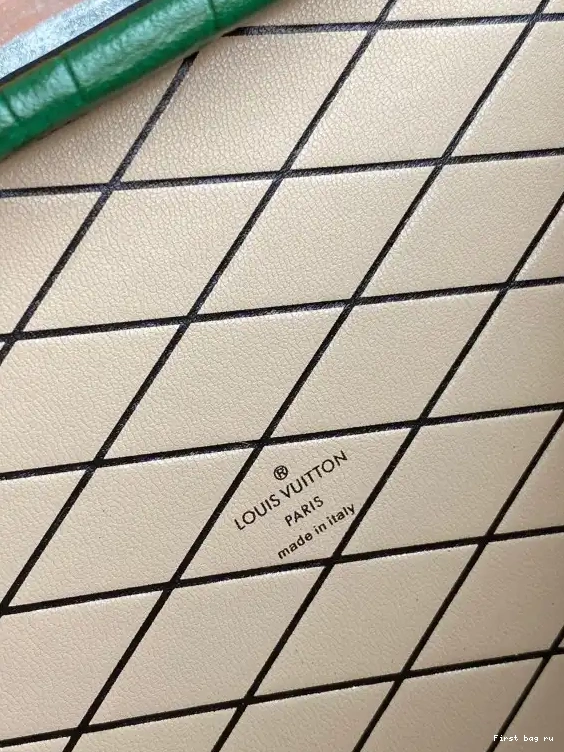 ®
LOUIS VUITTON
PARIS
made in italy
First bag ru